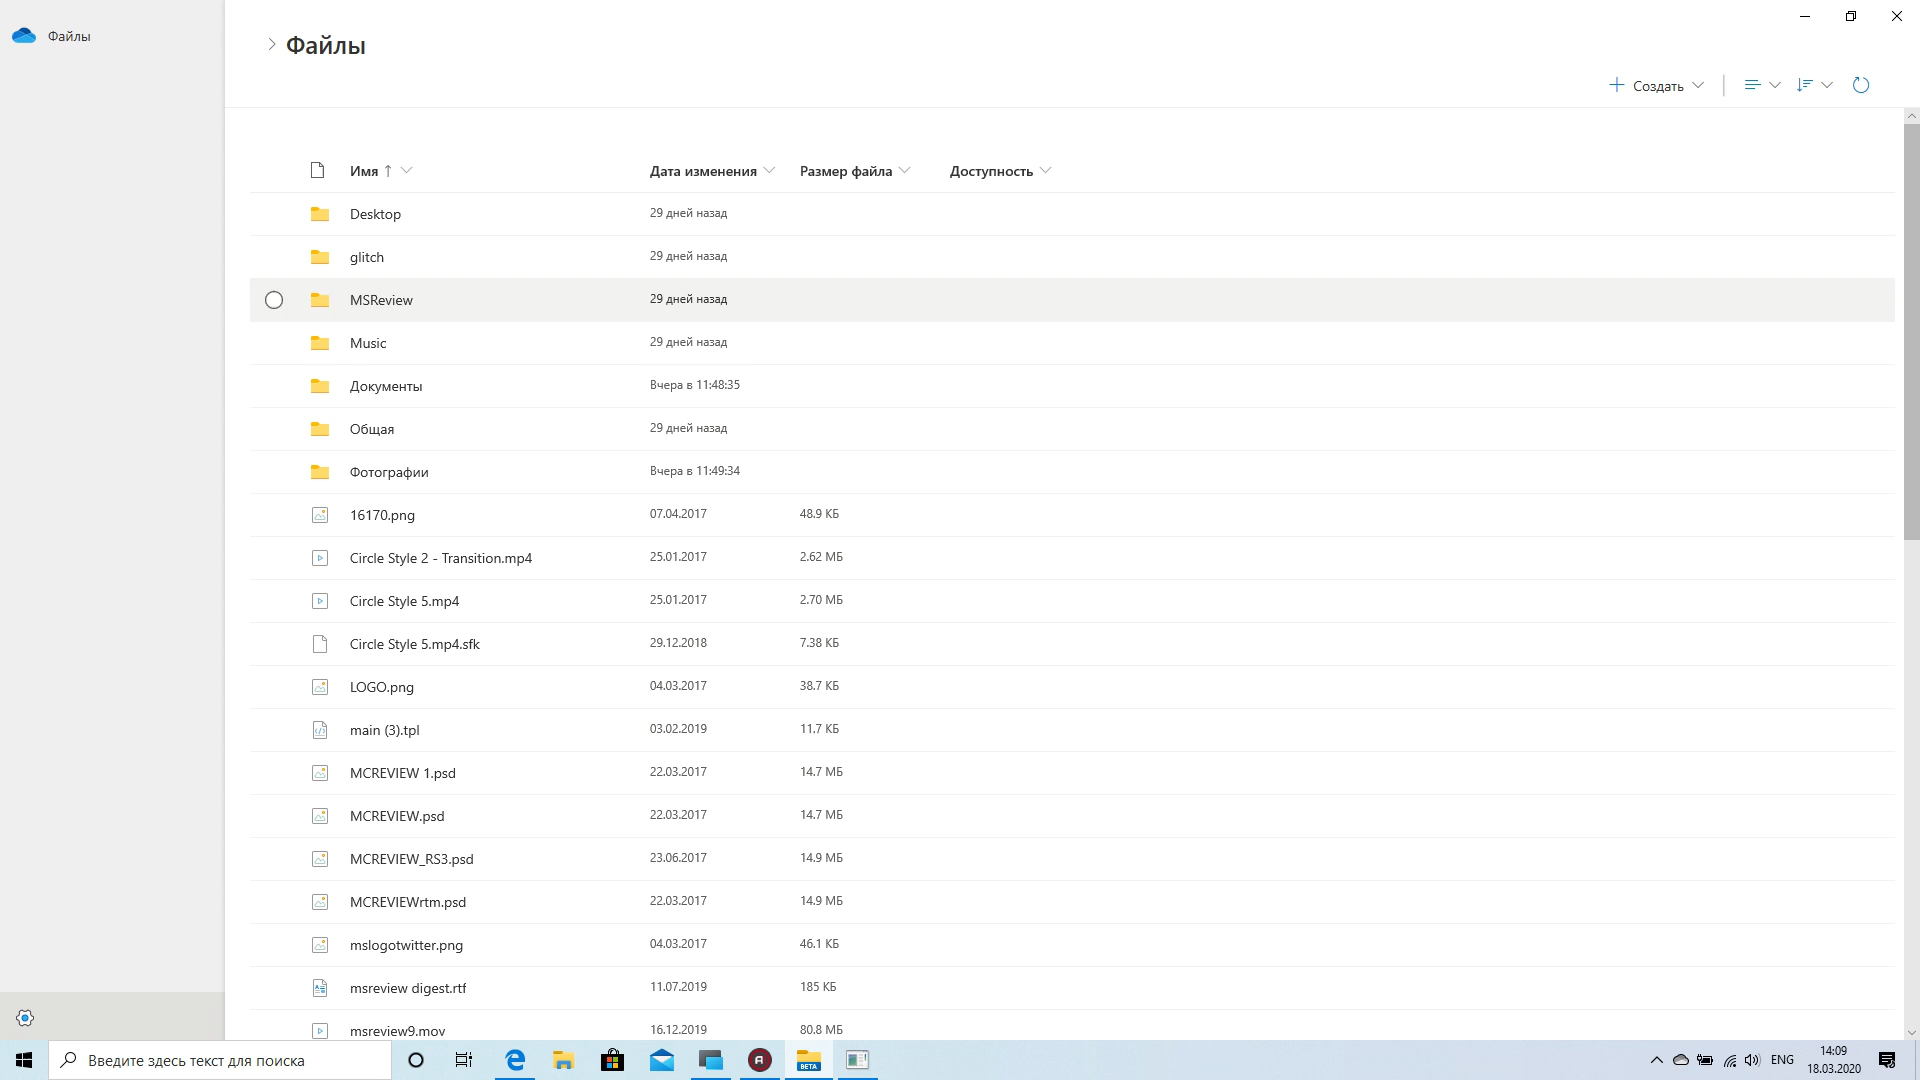 Файлы
Файлы
Создать
Имя Дата изменения Размер файла Доступность
Desktop 29 дней назад
glitch 29 дней назад
MSReview 29 дней назад
Music 29 дней назад
Документы Вчера в 11:48:35
Общая 29 дней назад
Фотографии Вчера в 11:49:34
16170.png 07.04.2017 48.9 КБ
Circle Style 2 - Transition.mp4 25.01.2017 2.62 МБ
Circle Style 5.mp4 25.01.2017 2.70 МБ
Circle Style 5.mp4.sfk 29.12.2018 7.38 КБ
LOGO.png 04.03.2017 38.7 КБ
main (3).tpl 03.02.2019 11.7 КБ
MCREVIEW 1.psd 22.03.2017 14.7 МБ
MCREVIEW.psd 22.03.2017 14.7 МБ
MCREVIEW_RS3.psd 23.06.2017 14.9 МБ
MCREVIEWrtm.psd 22.03.2017 14.9 МБ
mslogotwitter.png 04.03.2017 46.1 КБ
msreview digest.rtf 11.07.2019 185 КБ
msreview9.mov 16.12.2019 80.8 МБ
Введите здесь текст для поиска
BETA
ENG
14:09
18.03.2020